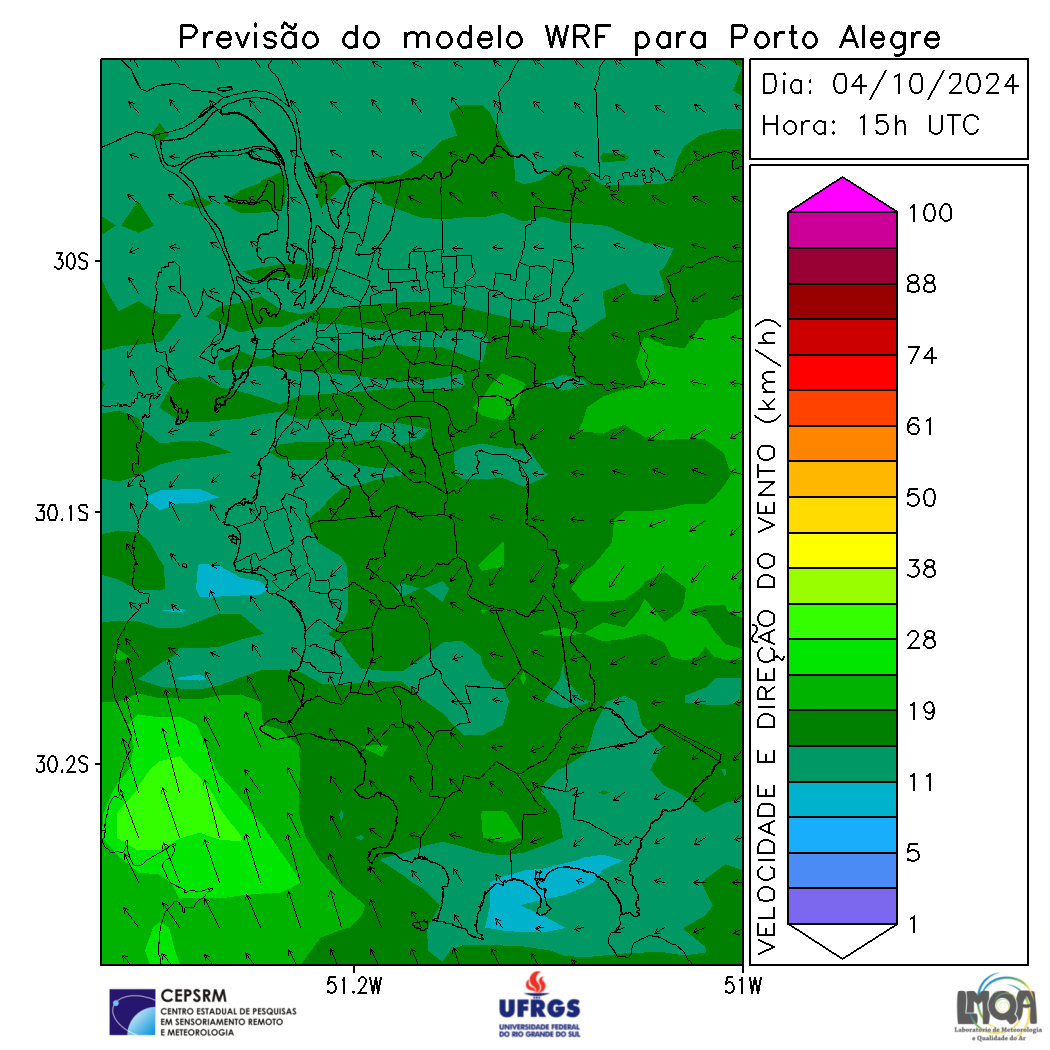 Previsão do modelo WRF para Porto Alegre
Dia: 04/10/2024
Hora: 15h UTC
30S
30.1S
30.2S
51.2W
51W
VELOCIDADE E DIREÇÃO DO VENTO (km/h)
100
88
74
61
50
38
28
19
11
5
1
CEPSRM
CENTRO ESTADUAL DE PESQUISAS
EM SENSORIAMENTO REMOTO
E METEOROLOGIA
UFRGS
UNIVERSIDADE FEDERAL
DO RIO GRANDE DO SUL
LMQA
Laboratório de Meteorologia
e Qualidade do Ar